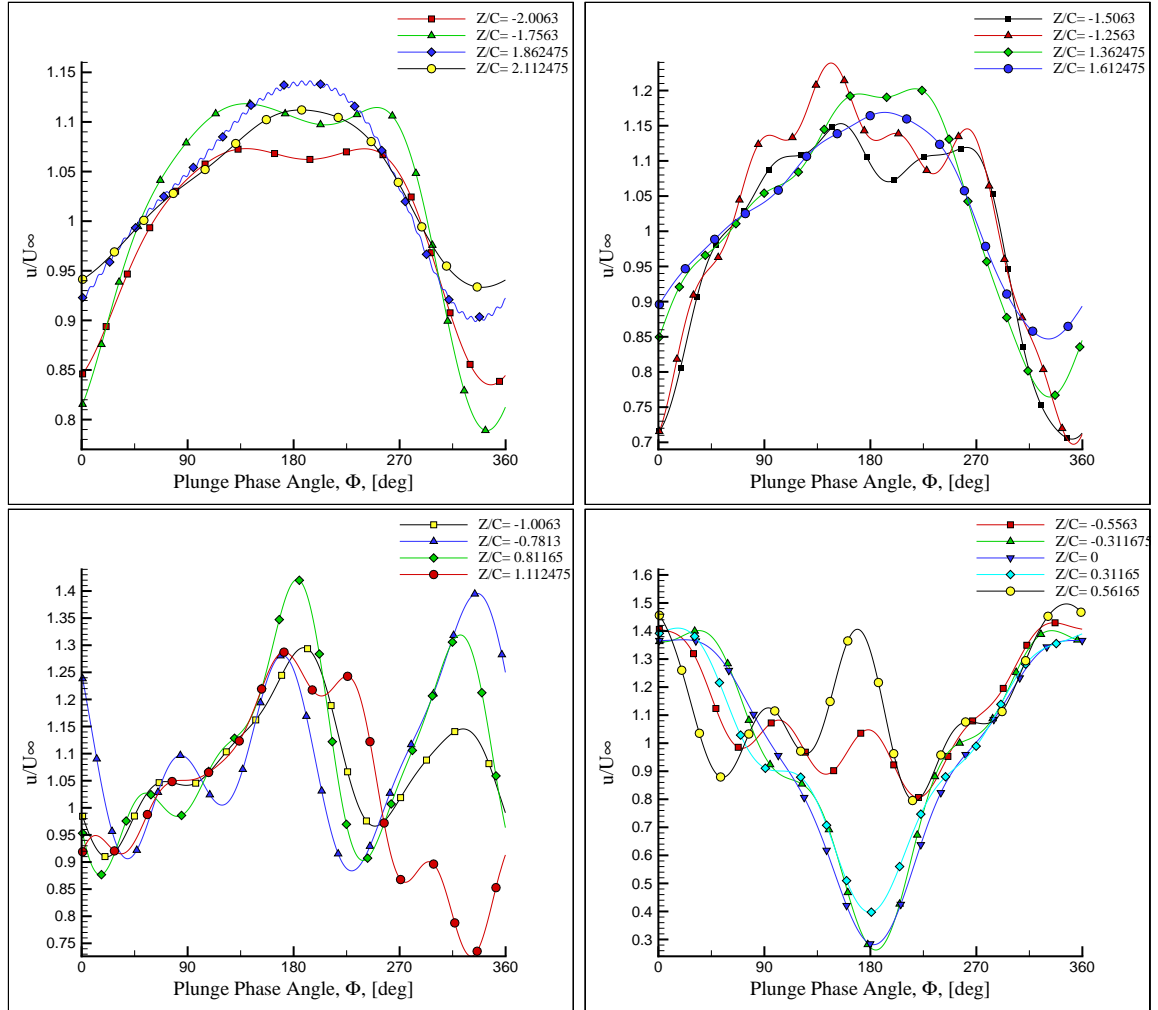 Z/C= -2.0063
Z/C= -1.7563
Z/C= 1.862475
Z/C= 2.112475
1.15
1.1
1.05
1
0.95
0.9
0.85
0.8
u/U∞
0 90 180 270 360
Plunge Phase Angle, Φ, [deg]
Z/C= -1.5063
Z/C= -1.2563
Z/C= 1.362475
Z/C= 1.612475
1.2
1.15
1.1
1.05
1
0.95
0.9
0.85
0.8
0.75
0.7
u/U∞
0 90 180 270 360
Plunge Phase Angle, Φ, [deg]
Z/C= -1.0063
Z/C= -0.7813
Z/C= 0.81165
Z/C= 1.112475
1.4
1.35
1.3
1.25
1.2
1.15
1.1
1.05
1
0.95
0.9
0.85
0.8
0.75
u/U∞
0 90 180 270 360
Plunge Phase Angle, Φ, [deg]
Z/C= -0.5563
Z/C= -0.311675
Z/C= 0
Z/C= 0.31165
Z/C= 0.56165
1.6
1.5
1.4
1.3
1.2
1.1
1
0.9
0.8
0.7
0.6
0.5
0.4
0.3
u/U∞
0 90 180 270 360
Plunge Phase Angle, Φ, [deg]